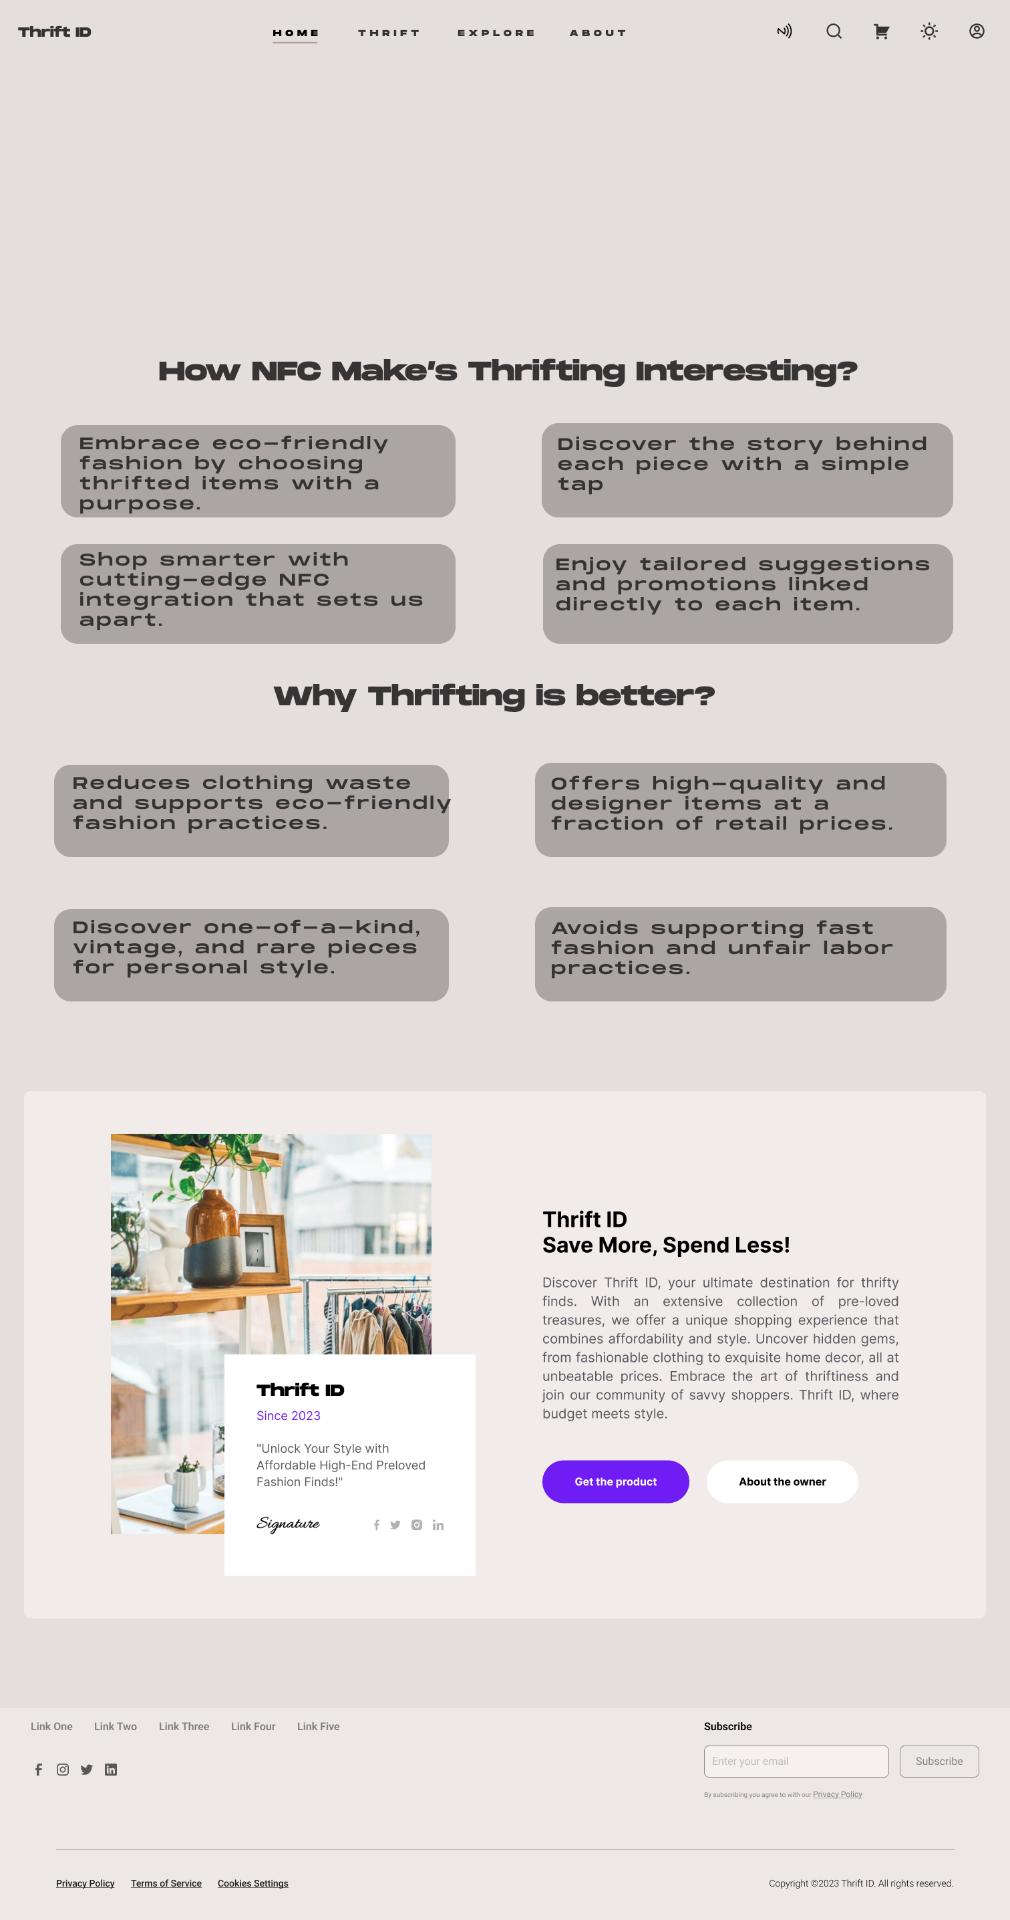 Thrift ID
HOME THRIFT EXPLORE ABOUT
How NFC Make's Thrifting Interesting?
Embrace eco-friendly
fashion by choosing
thrifted items with a
purpose.
Discover the story behind
each piece with a simple
tap
Shop smarter with
cutting-edge NFC
integration that sets us
apart.
Enjoy tailored suggestions
and promotions linked
directly to each item.
Why Thrifting is better?
Reduces clothing waste
and supports eco-friendly
fashion practices.
Offers high-quality and
designer items at a
fraction of retail prices.
Discover one-of-a-kind,
vintage, and rare pieces
for personal style.
Avoids supporting fast
fashion and unfair labor
practices.
Thrift ID
Since 2023
"Unlock Your Style with
Affordable High-End Preloved
Fashion Finds!"
Signature
Thrift ID
Save More, Spend Less!
Discover Thrift ID, your ultimate destination for thrifty
finds. With an extensive collection of pre-loved
treasures, we offer a unique shopping experience that
combines affordability and style. Uncover hidden gems,
from fashionable clothing to exquisite home decor, all at
unbeatable prices. Embrace the art of thriftiness and
join our community of savvy shoppers. Thrift ID, where
budget meets style.
Get the product
About the owner
Link One Link Two Link Three Link Four Link Five
Subscribe
Enter your email
Subscribe
By subscribing you agree to with our Privacy Policy
Privacy Policy Terms of Service Cookies Settings
Copyright ©2023 Thrift ID. All rights reserved.